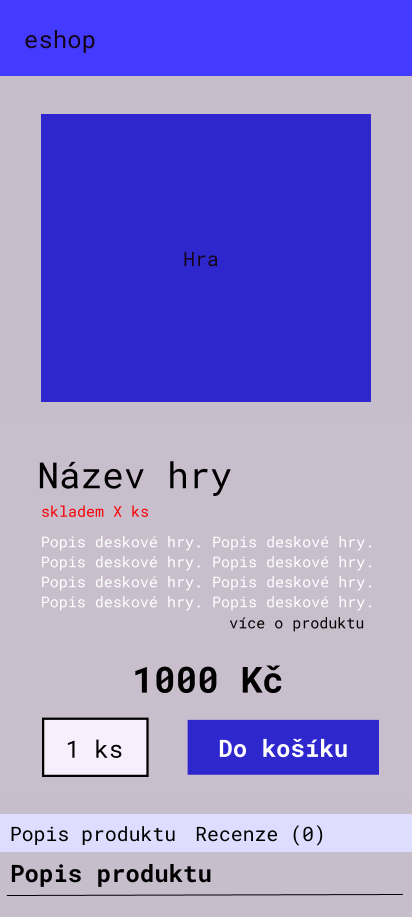 eshop
Hra
Název hry
skladem X ks
Popis deskové hry. Popis deskové hry.
Popis deskové hry. Popis deskové hry.
Popis deskové hry. Popis deskové hry.
Popis deskové hry. Popis deskové hry.
více o produktu
1000 Kč
1 ks Do košíku
Popis produktu Recenze (0)
Popis produktu